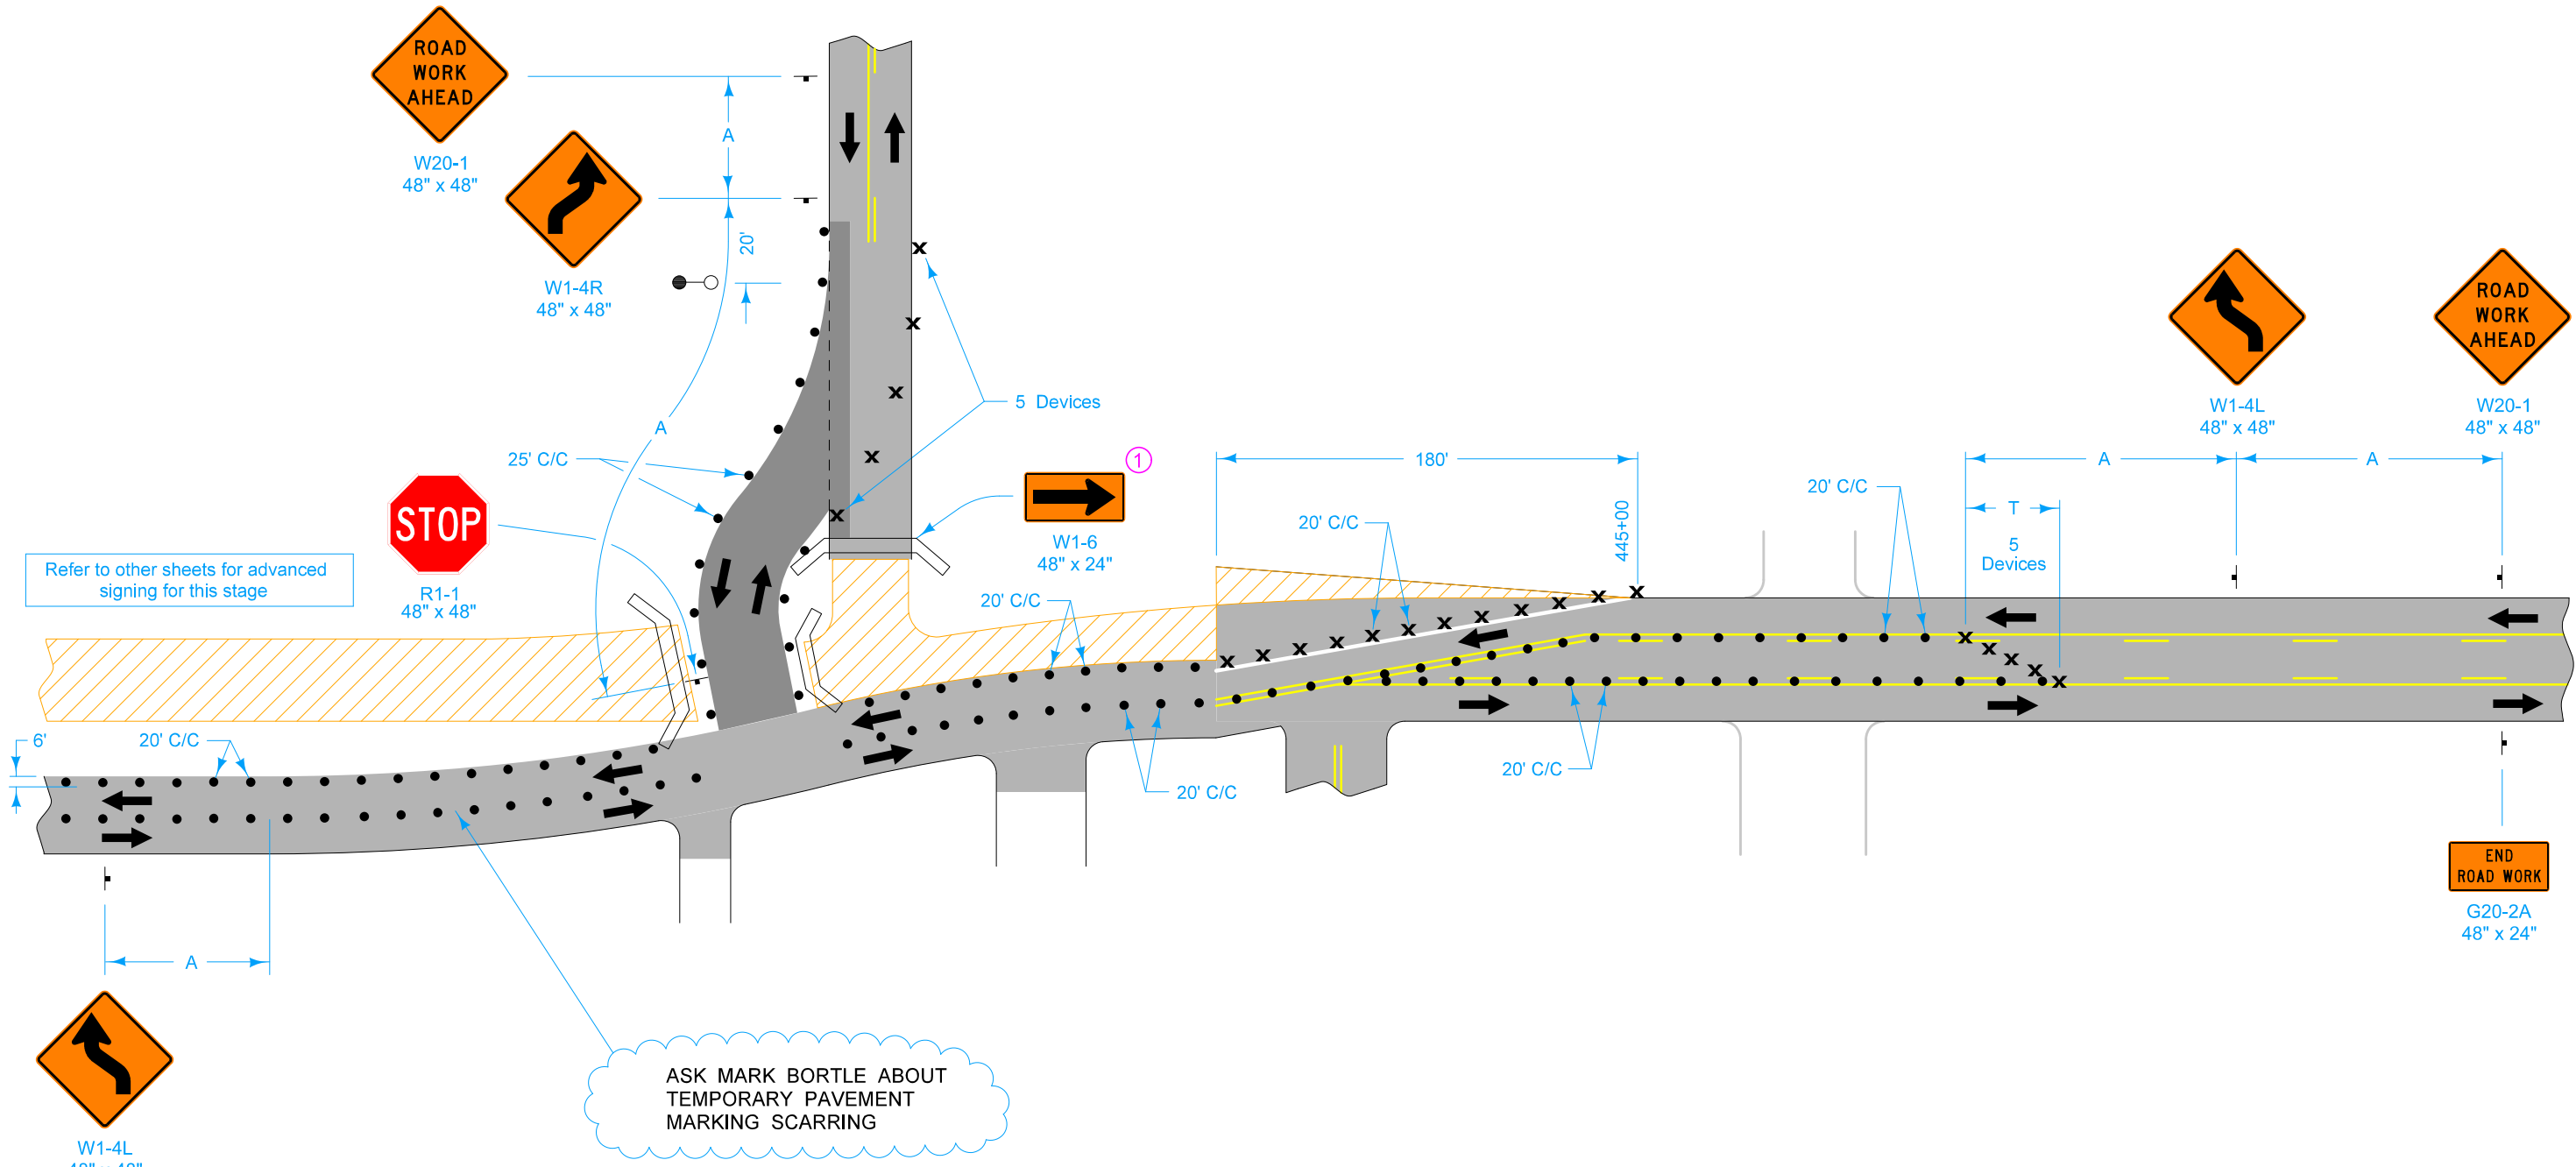 ROAD
WORK
AHEAD
W20-1
48" x 48"
A
W1-4R
48" x 48"
20'
A
5 Devices
25' C/C
STOP
R1-1
48" x 48"
Refer to other sheets for advanced
signing for this stage
1
W1-6
48" x 24"
180'
445+00
20' C/C
20' C/C
20' C/C
A
A
T
5
Devices
W1-4L
48" x 48"
ROAD
WORK
AHEAD
W20-1
48" x 48"
6'
20' C/C
20' C/C
20' C/C
END
ROAD WORK
G20-2A
48" x 24"
A
W1-4L
48" x 48"
ASK MARK BORTLE ABOUT
TEMPORARY PAVEMENT
MARKING SCARRING